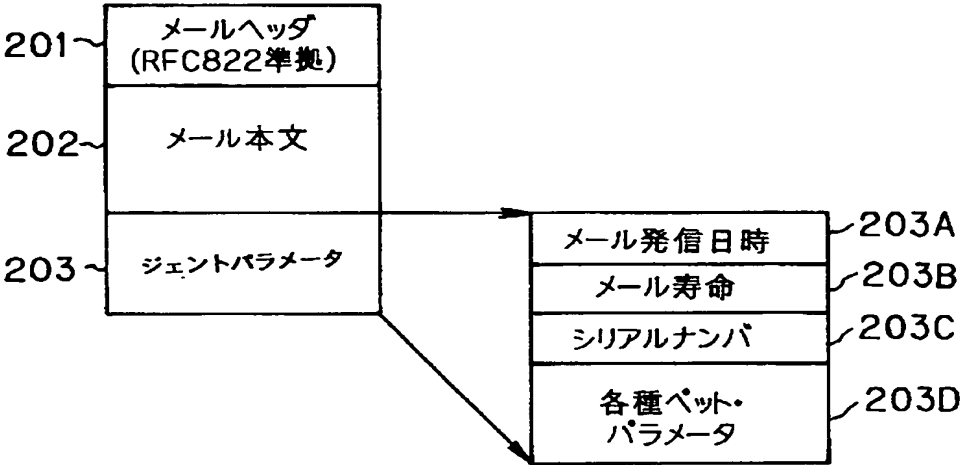 201
メールヘッダ
(RFC822準拠)
202
メール本文
203
ジェントパラメータ
メール発信日時
203A
メール寿命
203B
シリアルナンバ
203C
各種ペット・
パラメータ
203D